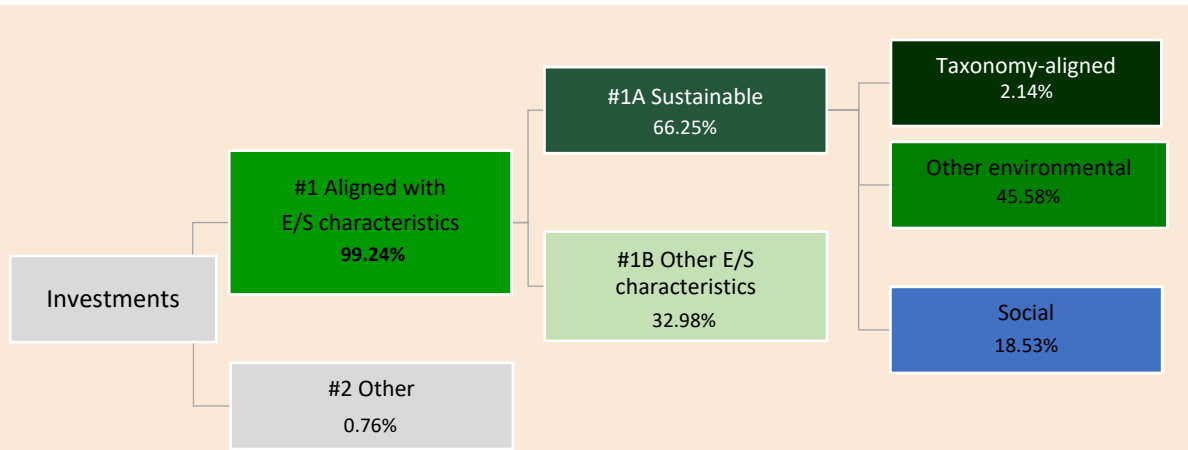 Investments
#1 Aligned with
E/S characteristics
99.24%
#2 Other
0.76%
#1A Sustainable
66.25%
#1B Other E/S
characteristics
32.98%
Taxonomy-aligned
2.14%
Other environmental
45.58%
Social
18.53%